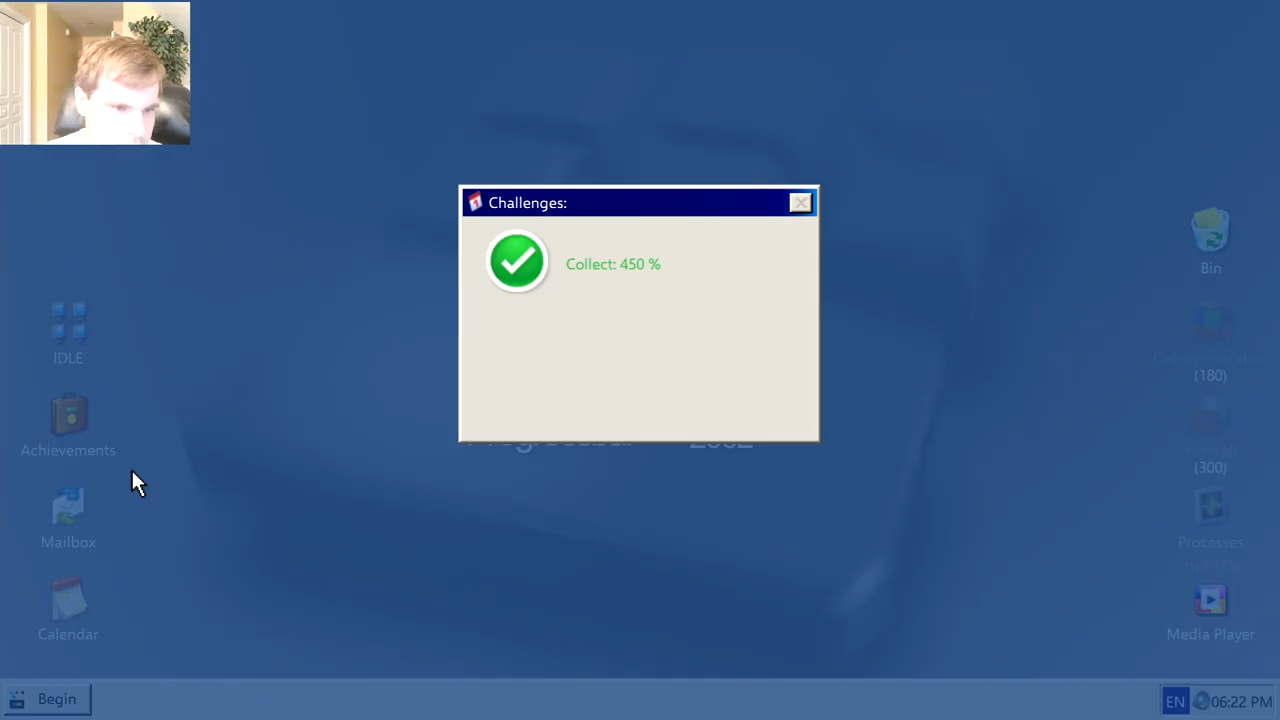 Challenges:
Collect: 450 %
IDLE
Achievements
Mailbox
Calendar
Bin
(180)
(300)
Processes
Media Player
Begin
EN
06:22 PM